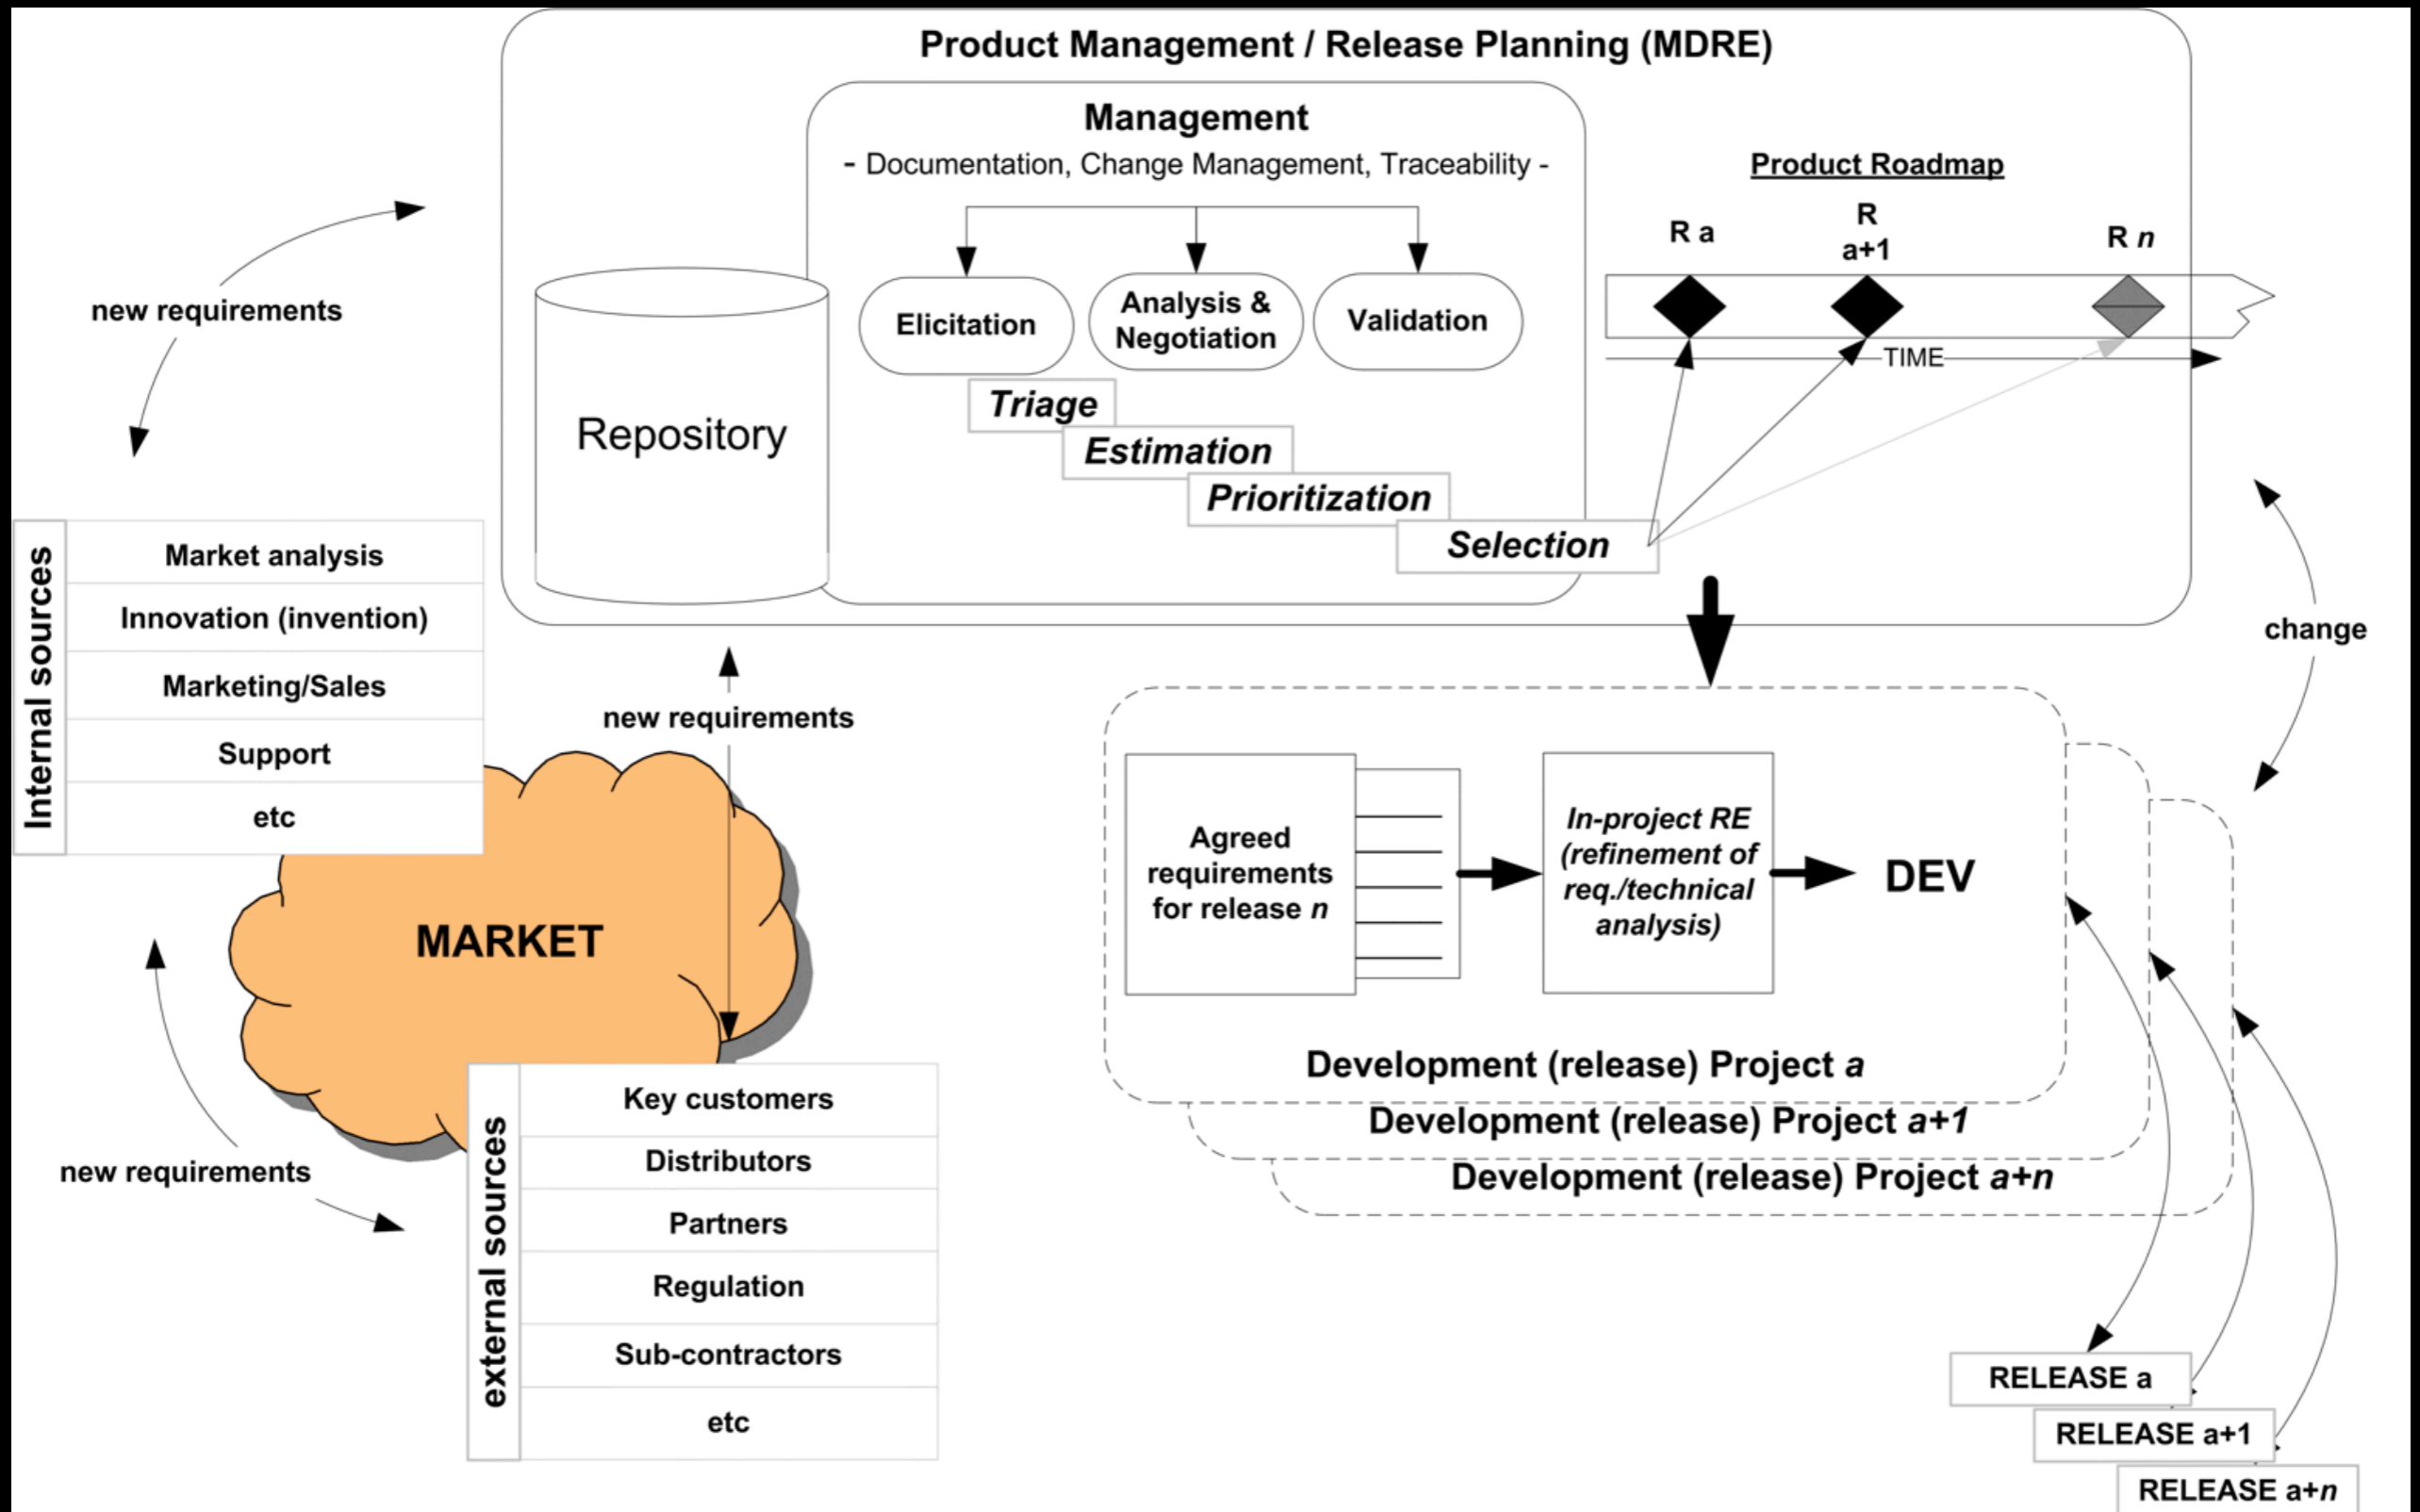 Product Management / Release Planning (MDRE)
Management
- Documentation, Change Management, Traceability -
Product Roadmap
R a
R
a+1
R n
TIME
Elicitation
Analysis &
Negotiation
Validation
Triage
Estimation
Prioritization
Selection
Repository
new requirements
Internal sources
Market analysis
Innovation (invention)
Marketing/Sales
Support
etc
new requirements
MARKET
new requirements
external sources
Key customers
Distributors
Partners
Regulation
Sub-contractors
etc
change
Agreed
requirements
for release n
In-project RE
(refinement of
req./technical
analysis)
DEV
Development (release) Project a
Development (release) Project a+1
Development (release) Project a+n
RELEASE a
RELEASE a+1
RELEASE a+n